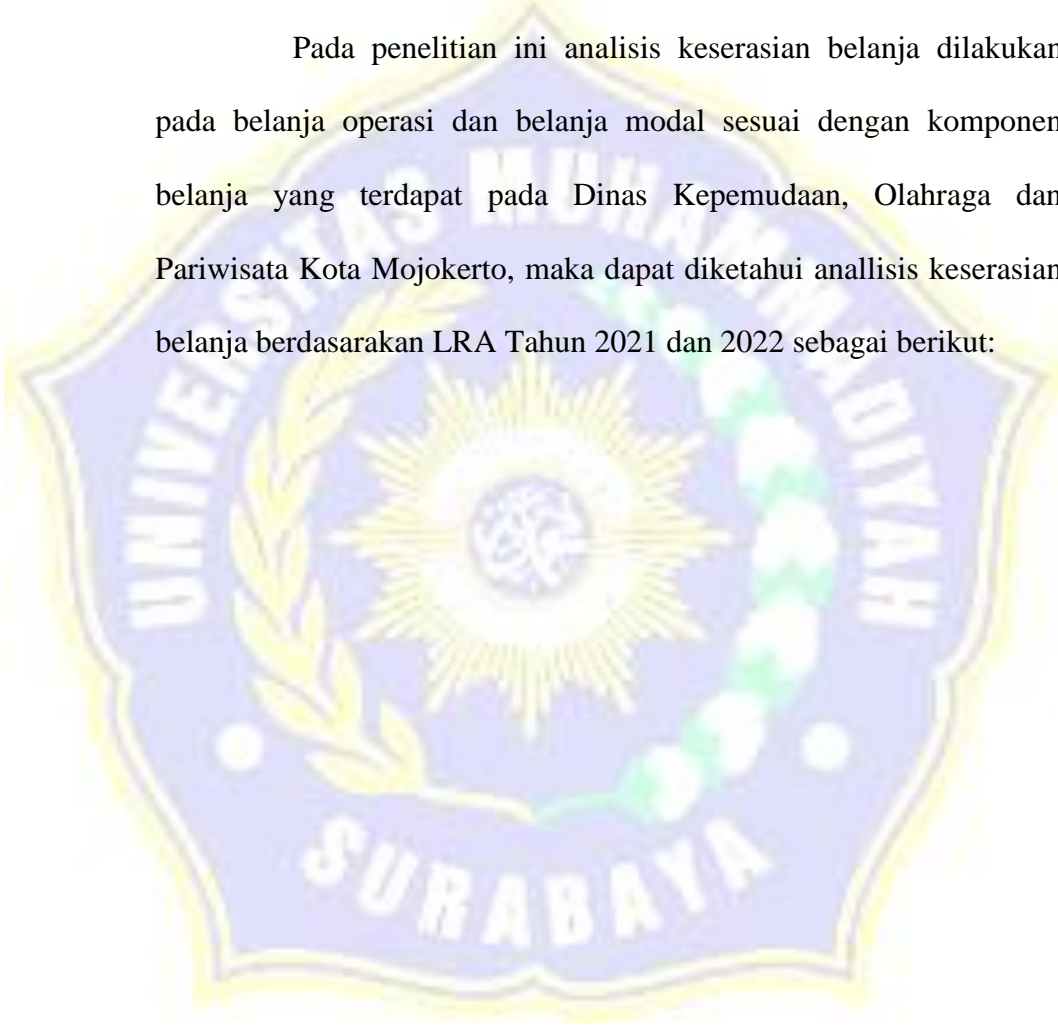 Pada penelitian ini analisis keserasian belanja dilakukan
pada belanja operasi dan belanja modal sesuai dengan komponen
belanja yang terdapat pada Dinas Kepemudaan, Olahraga dan
Pariwisata Kota Mojokerto, maka dapat diketahui anallisis keserasian
belanja berdasarakan LRA Tahun 2021 dan 2022 sebagai berikut:
UNIVERSITAS MUHAMMADIYAH
SURABAYA